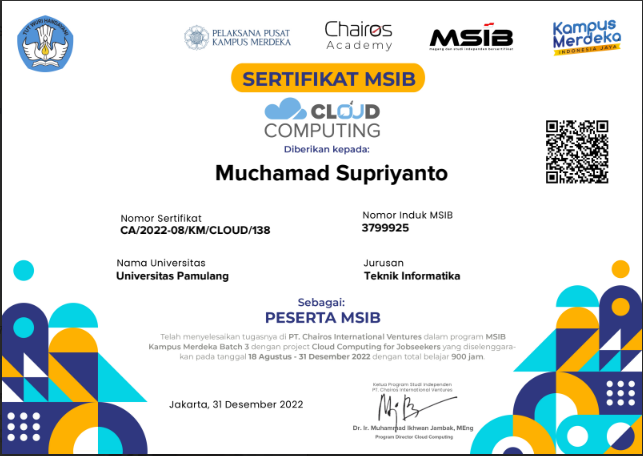 TUT WURI HANDAYANI
PELAKSANA PUSAT
KAMPUS MERDEKA
Chairos
Academy
MSIB
Magang dan Studi Independen Bersertifikat
Kampus
Merdeka
INDONESIA JAYA
SERTIFIKAT MSIB
CLOUD
COMPUTING
Diberikan kepada:
Muchamad Supriyanto
Nomor Sertifikat
CA/2022-08/KM/CLOUD/138
Nomor Induk MSIB
3799925
Nama Universitas
Universitas Pamulang
Jurusan
Teknik Informatika
Sebagai:
PESERTA MSIB
Telah menyelesaikan tugasnya di PT. Chairos International Ventures dalam program MSIB
Kampus Merdeka Batch 3 dengan project Cloud Computing for Jobseekers yang diselenggara-
kan pada tanggal 18 Agustus - 31 Desember 2022 dengan total belajar 900 jam.
Jakarta, 31 Desember 2022
Ketua Program Studi Independen
PT. Chairos International Ventures
Dr. Ir. Muhammad Ikhwan Jambak, MEng
Program Director Cloud Computing